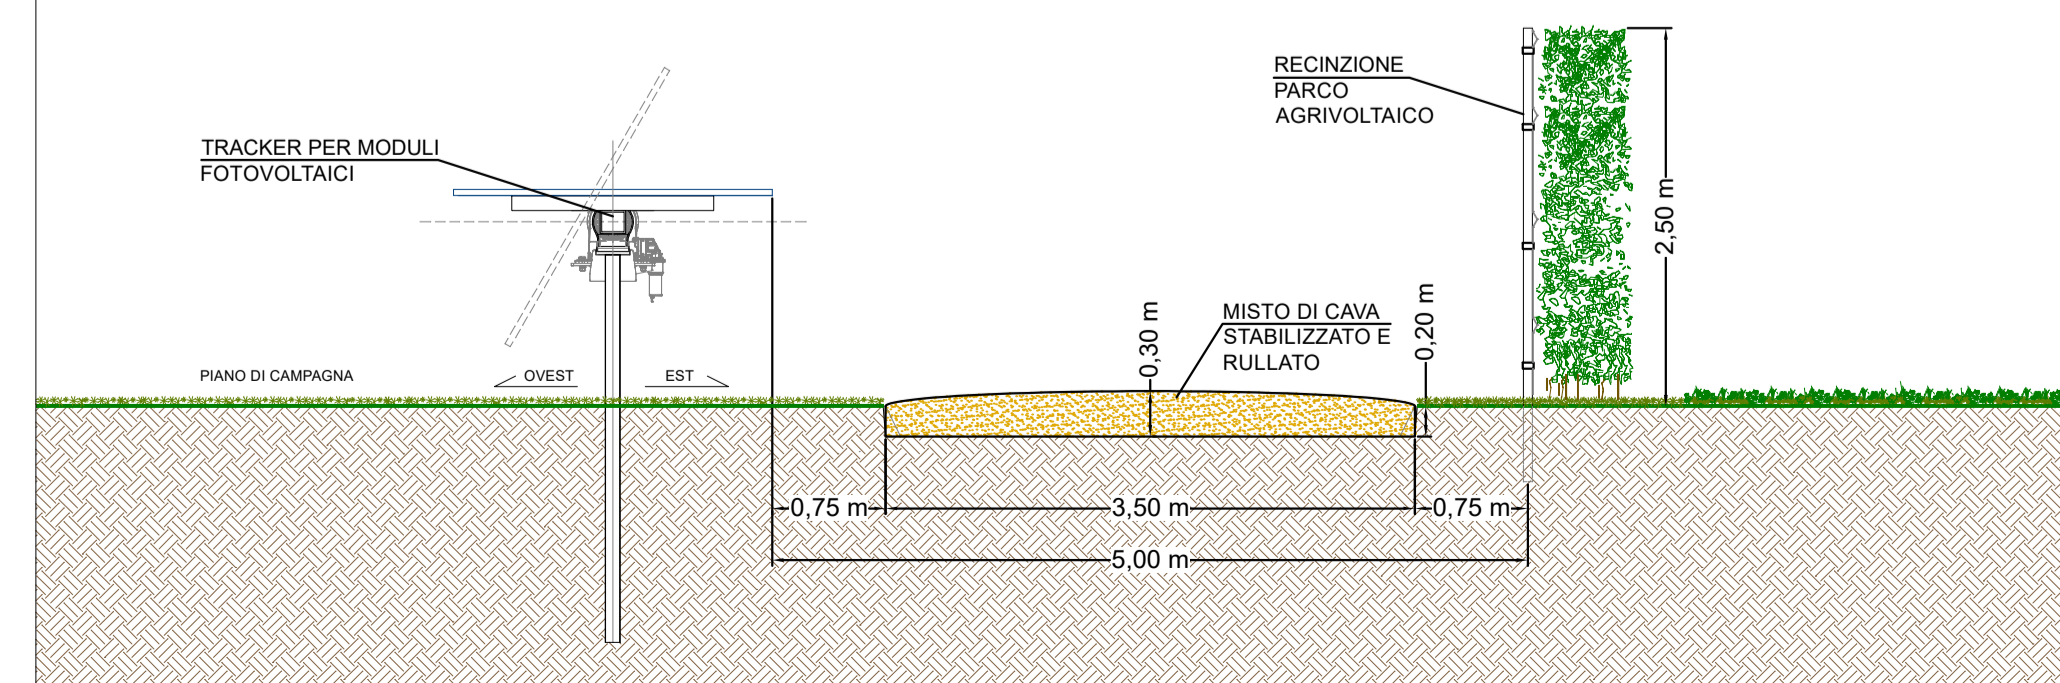 RECINZIONE
PARCO
AGRIVOLTAICO
TRACKER PER MODULI
FOTOVOLTAICI
2,50 m
MISTO DI CAVA
STABILIZZATO E
RULLATO
0,30 m
0,20 m
PIANO DI CAMPAGNA
OVEST
EST
0,75 m
3,50 m
0,75 m
5,00 m